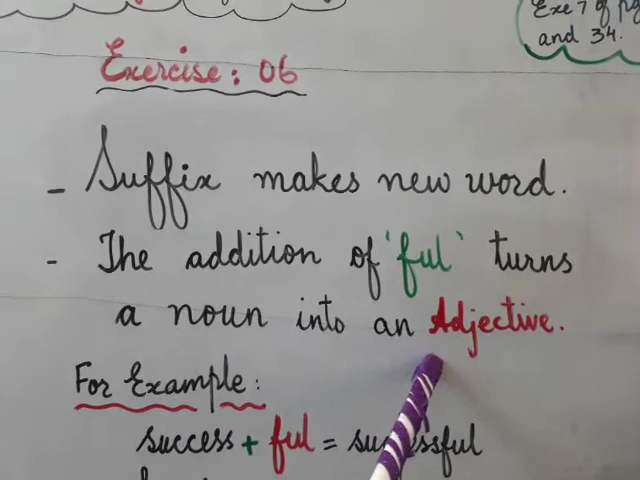 Exe 7 of
and 34.
Exercise: 06
- Suffix makes new word.
- The addition of 'ful' turns
a noun into an Adjective.
For Example:
success + ful = successful